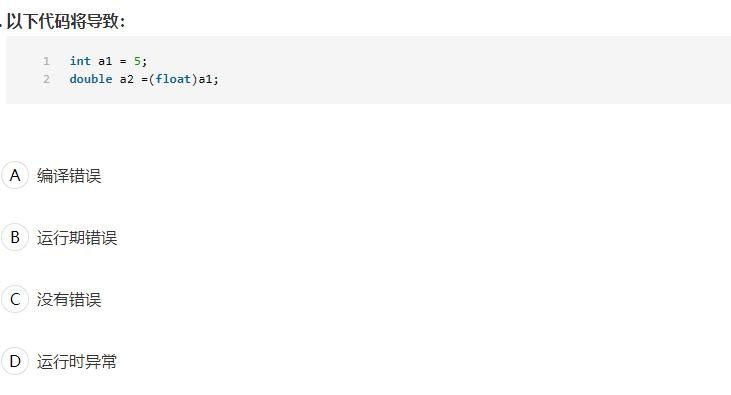 .以下代码将导致：
1 int a1 = 5;
2 double a2 =(float)a1;
A 编译错误
B 运行期错误
C 没有错误
D 运行时异常